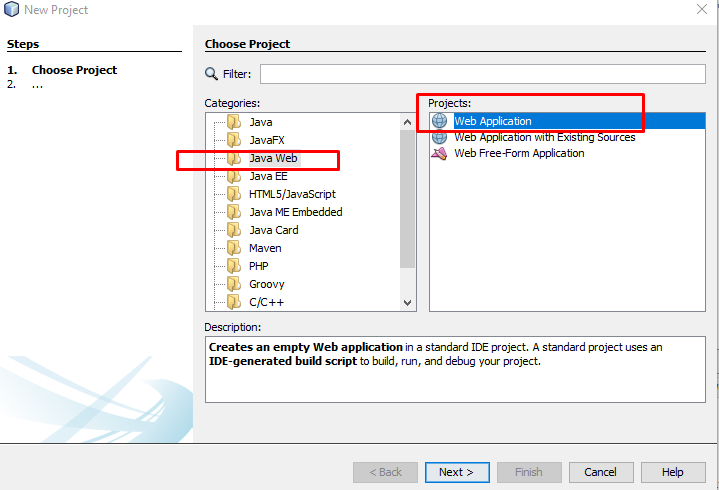 New Project
Steps
1. Choose Project
2. ...
Choose Project
Filter:
Categories:
Java
JavaFX
Java Web
Java EE
HTML5/JavaScript
Java ME Embedded
Java Card
Maven
PHP
Groovy
C/C++
Projects:
Web Application
Web Application with Existing Sources
Web Free-Form Application
Description:
Creates an empty Web application in a standard IDE project. A standard project uses an
IDE-generated build script to build, run, and debug your project.
< Back
Next >
Finish
Cancel
Help